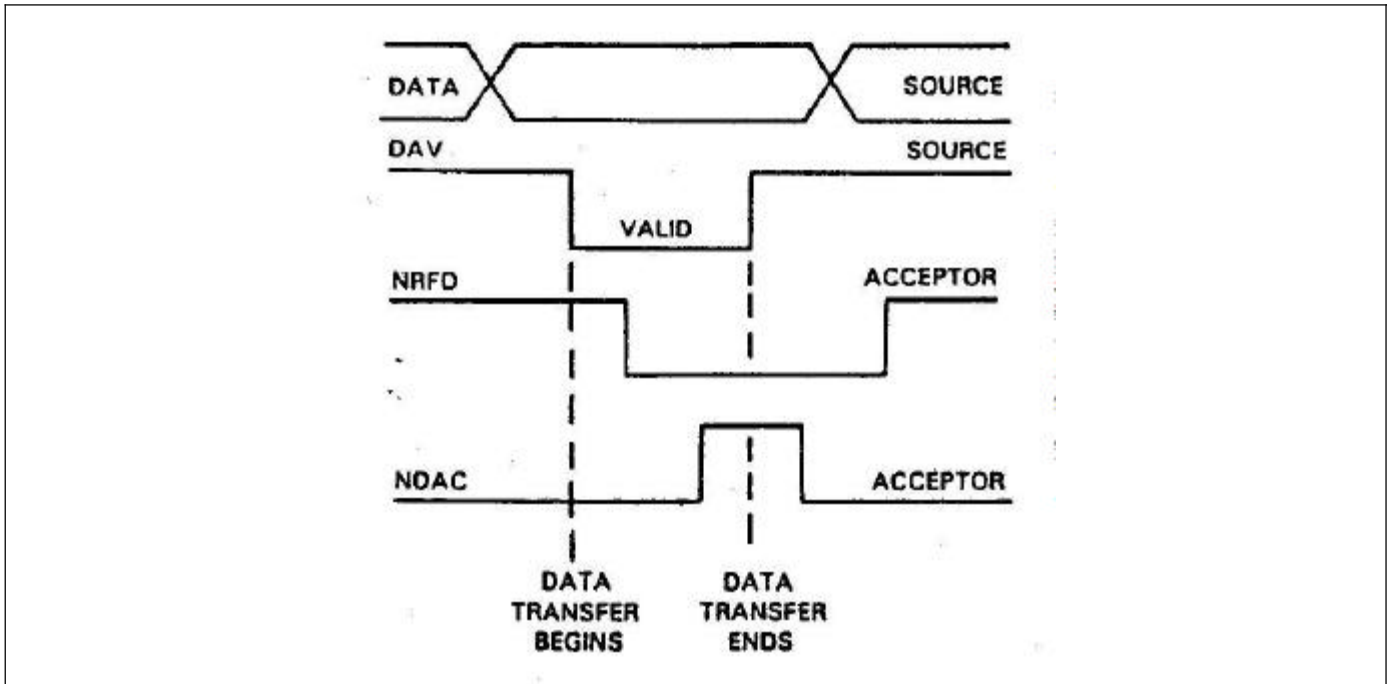 DATA SOURCE
DAV SOURCE
VALID
NRFD ACCEPTOR
NDAC ACCEPTOR
DATA TRANSFER BEGINS
DATA TRANSFER ENDS